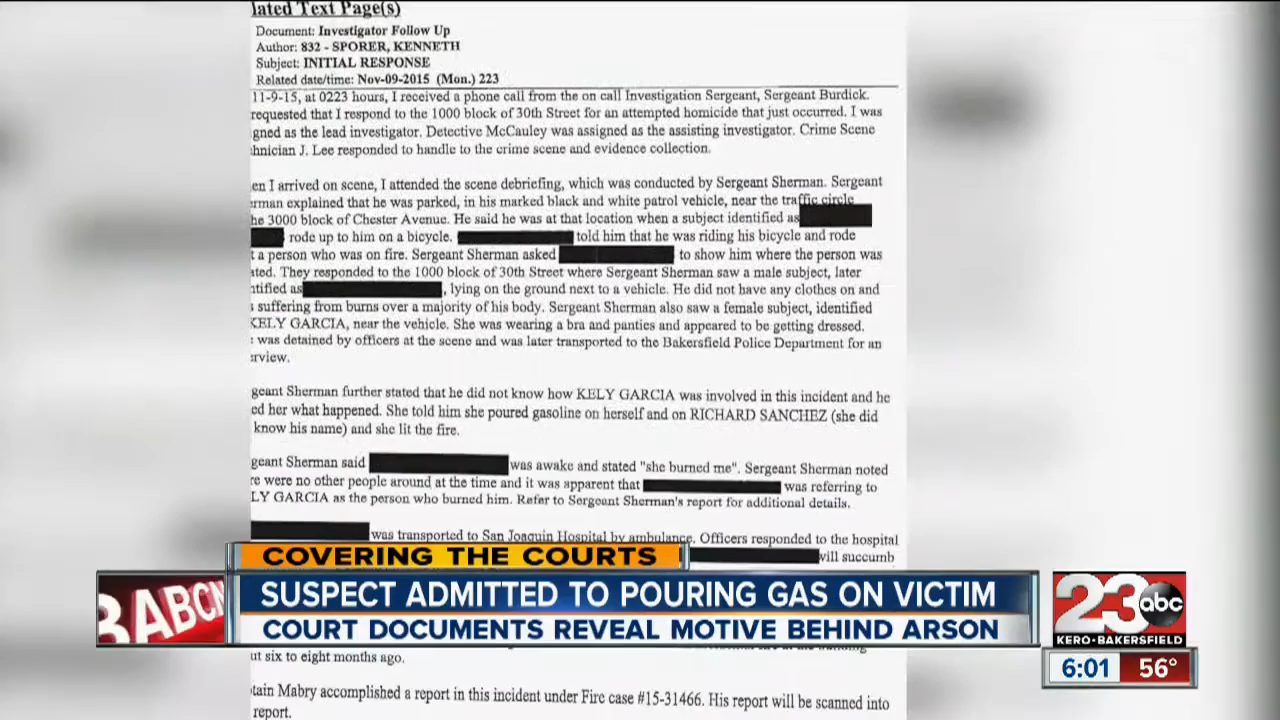 lated Text Page(s)
Document: Investigator Follow Up
Author: 832 - SPORER, KENNETH
Subject: INITIAL RESPONSE
Related date/time: Nov-09-2015 (Mon.) 223
11-9-15, at 0223 hours, I received a phone call from the on call Investigation Sergeant, Sergeant Burdick.
requested that I respond to the 1000 block of 30th Street for an attempted homicide that just occurred. I was
gned as the lead investigator. Detective McCauley was assigned as the assisting investigator. Crime Scene
hnician J. Lee responded to handle to the crime scene and evidence collection.
en I arrived on scene, I attended the scene debriefing, which was conducted by Sergeant Sherman. Sergeant
rman explained that he was parked, in his marked black and white patrol vehicle, near the traffic circle
he 3000 block of Chester Avenue. He said he was at that location when a subject identified as
rode up to him on a bicycle. told him that he was riding his bicycle and rode
t a person who was on fire. Sergeant Sherman asked to show him where the person was
ated. They responded to the 1000 block of 30th Street where Sergeant Sherman saw a male subject, later
ntified as , lying on the ground next to a vehicle. He did not have any clothes on and
s suffering from burns over a majority of his body. Sergeant Sherman also saw a female subject, identified
KELY GARCIA, near the vehicle. She was wearing a bra and panties and appeared to be getting dressed.
was detained by officers at the scene and was later transported to the Bakersfield Police Department for an
erview.
geant Sherman further stated that he did not know how KELY GARCIA was involved in this incident and he
ed her what happened. She told him she poured gasoline on herself and on RICHARD SANCHEZ (she did
know his name) and she lit the fire.
geant Sherman said was awake and stated "she burned me". Sergeant Sherman noted
re were no other people around at the time and it was apparent that was referring to
LY GARCIA as the person who burned him. Refer to Sergeant Sherman's report for additional details.
was transported to San Joaquin Hospital by ambulance. Officers responded to the hospital
will succumb
COVERING THE COURTS
BABCN
SUSPECT ADMITTED TO POURING GAS ON VICTIM
COURT DOCUMENTS REVEAL MOTIVE BEHIND ARSON
23 abc
KERO-BAKERSFIELD
6:01 56°
ut six to eight months ago.
tain Mabry accomplished a report in this incident under Fire case #15-31466. His report will be scanned into
report.